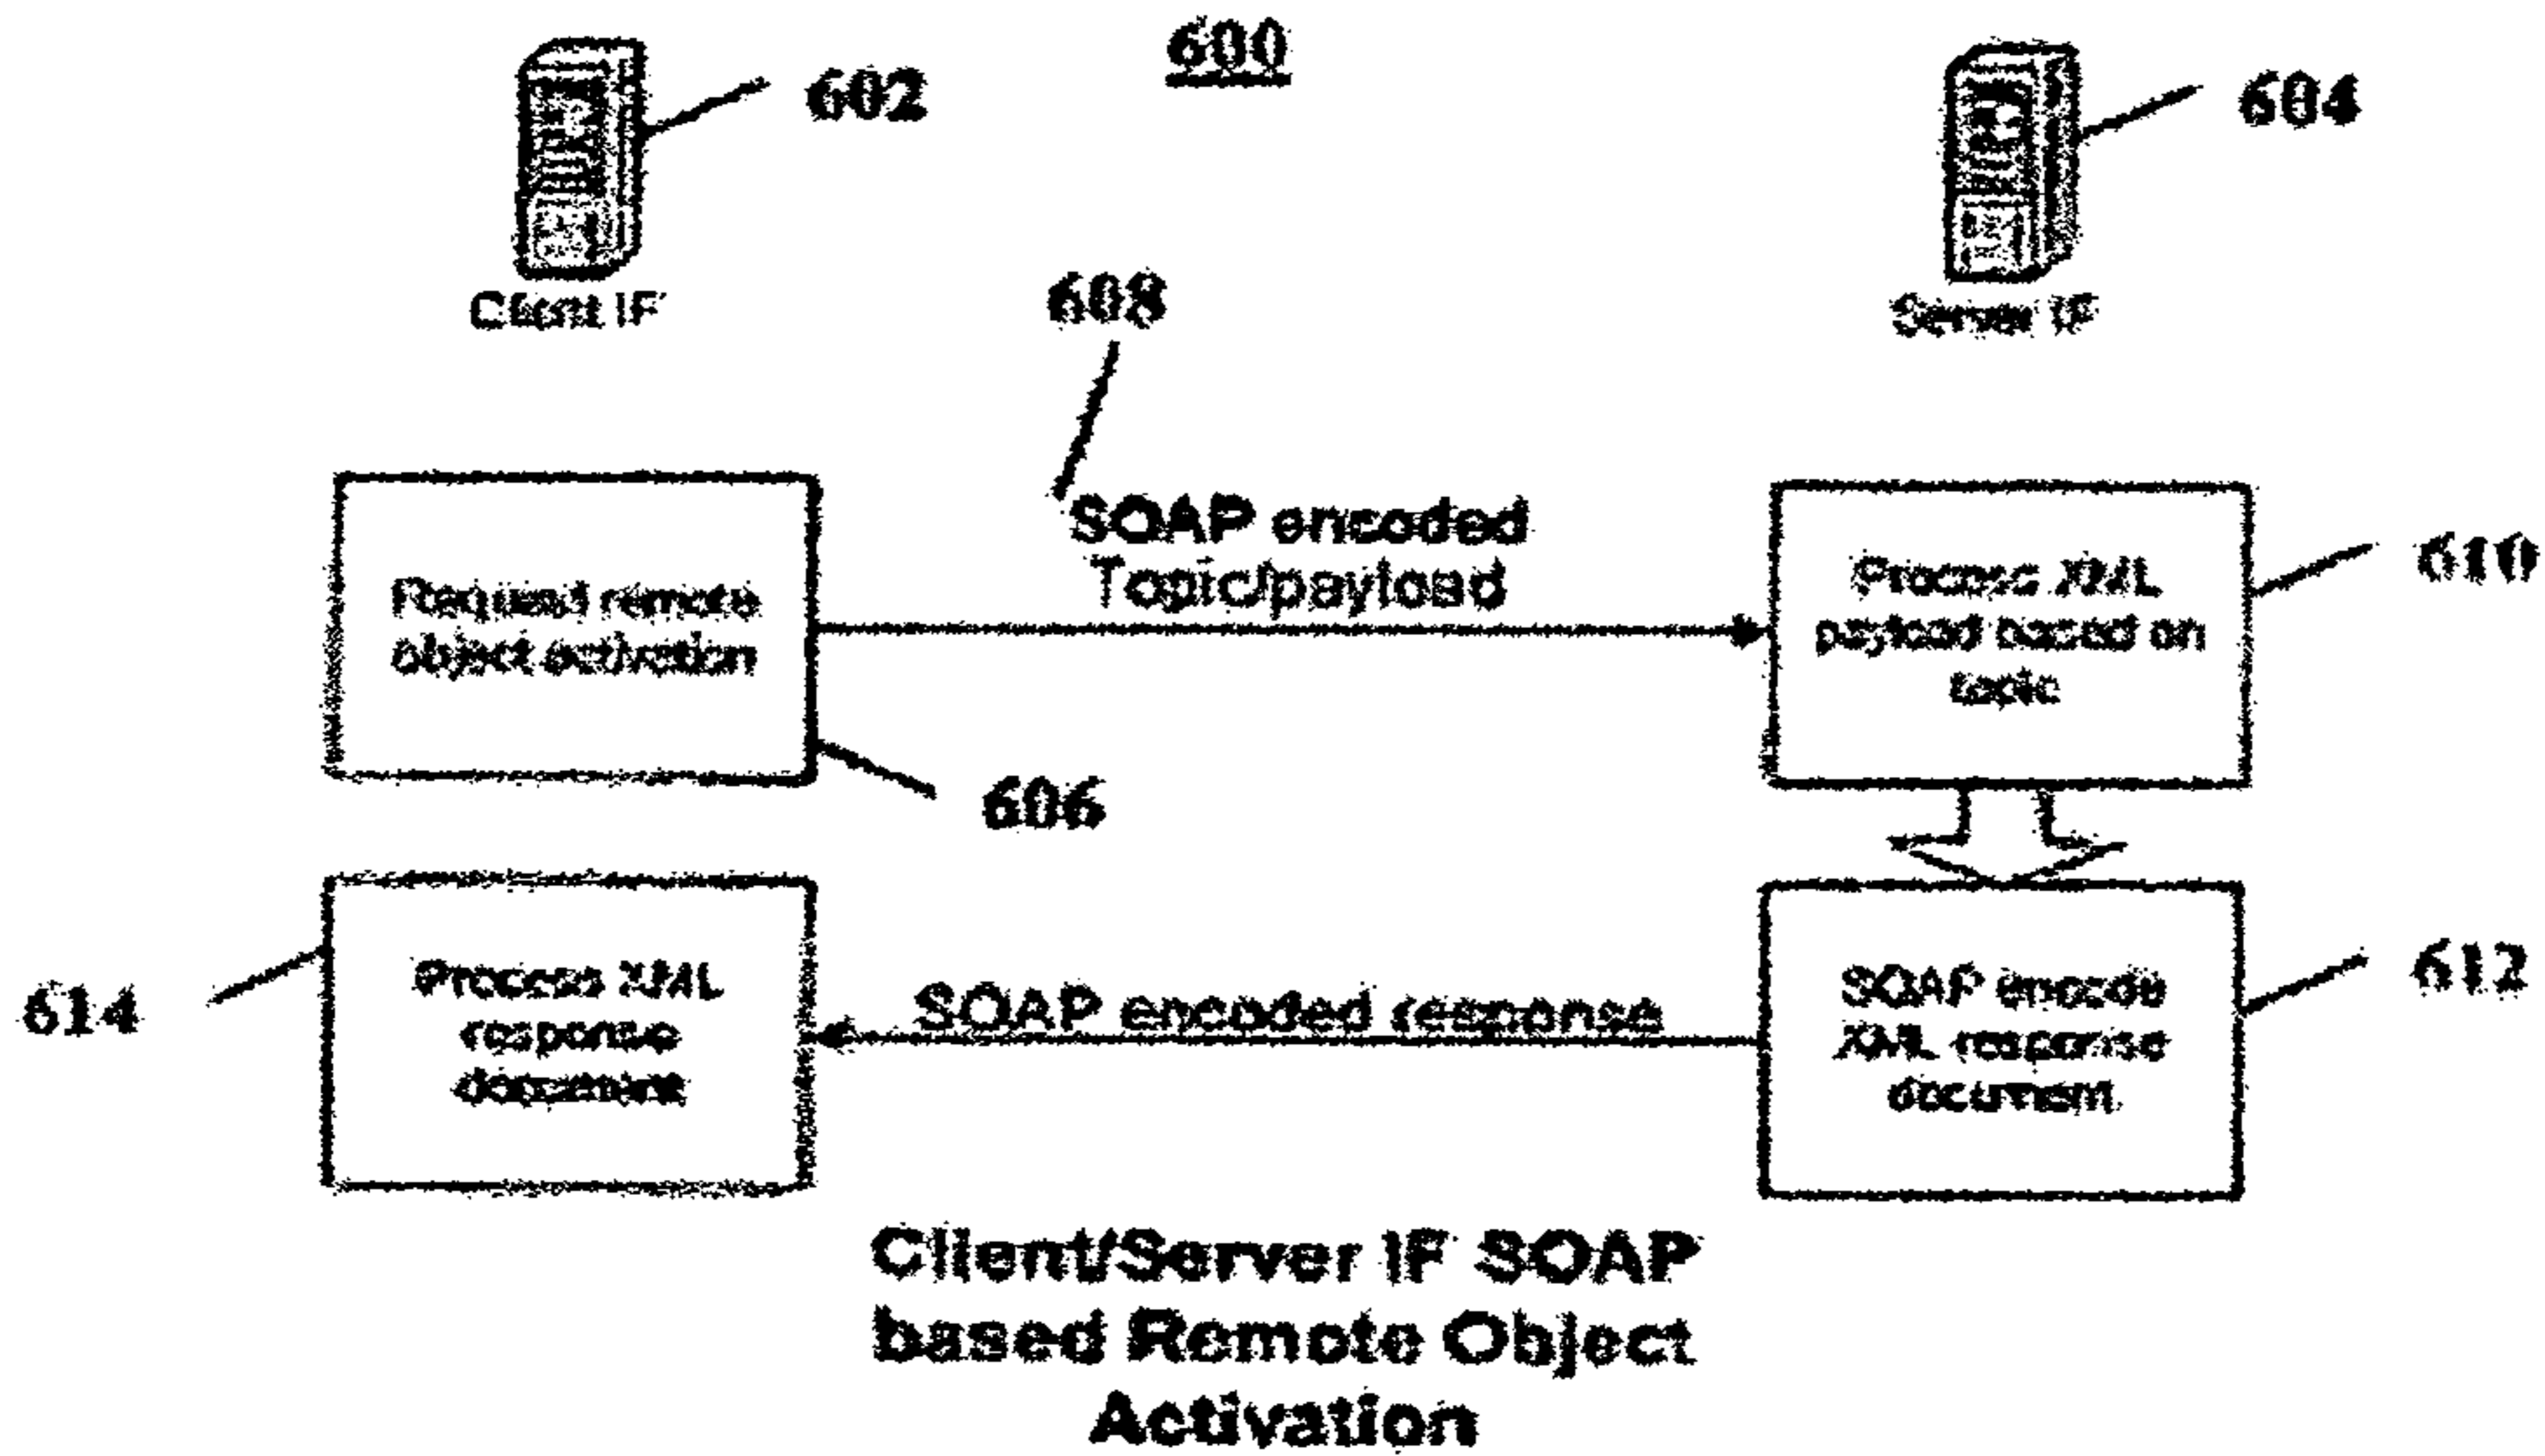 600
602
604
Client IF
Server IF
608
SOAP encoded
Topic/payload
Request remote
object activation
Process XML
payload based on
topic
610
606
614
Process XML
response
document
SOAP encoded response
SOAP encode
XML response
document
612
Client/Server IF SOAP
based Remote Object
Activation